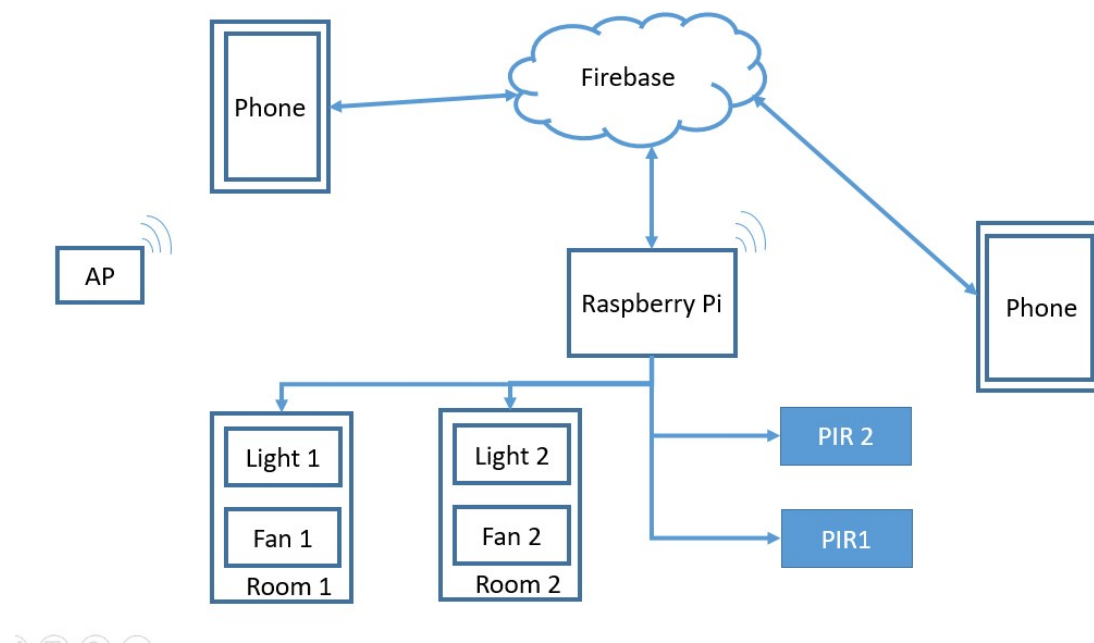 Firebase
Phone
AP
Raspberry Pi
Phone
Light 1
Light 2
PIR 2
Fan 1
Fan 2
PIR1
Room 1
Room 2